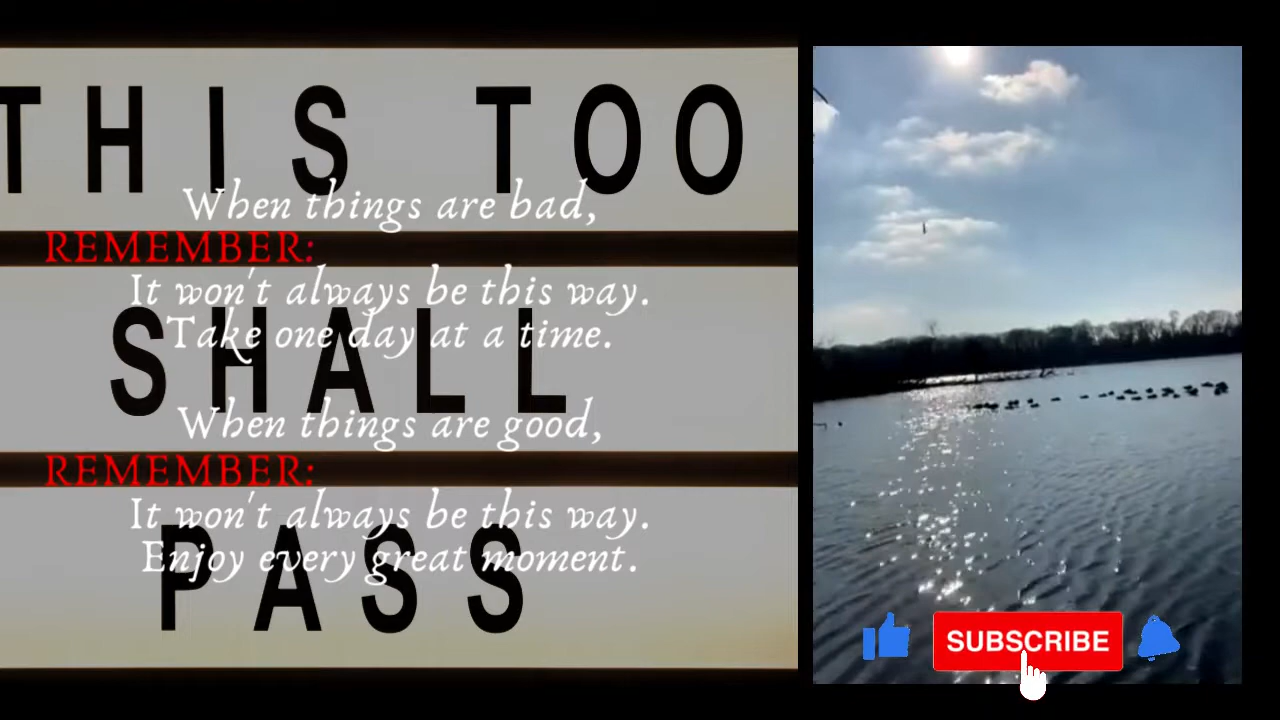 THIS TOO
When things are bad,
REMEMBER:
It won't always be this way.
SHALL
Take one day at a time.
When things are good,
REMEMBER:
It won't always be this way.
PASS
Enjoy every great moment.
SUBSCRIBE